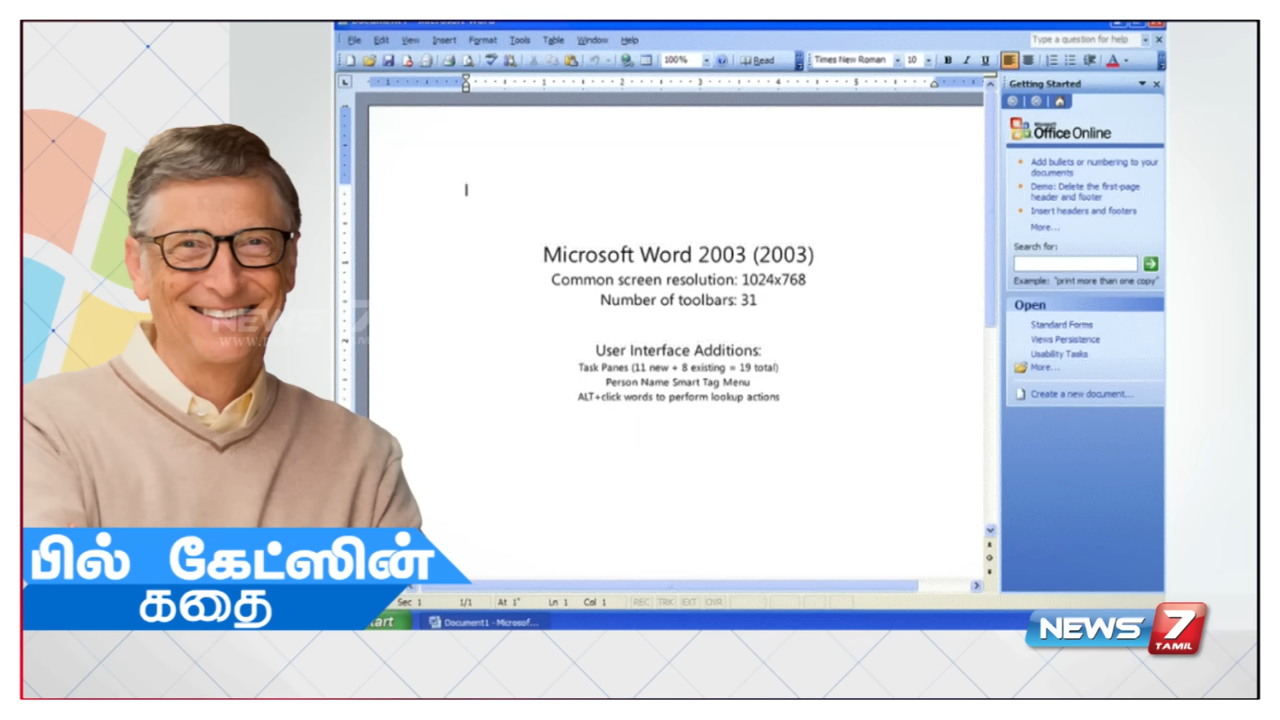 File Edit View Insert Format Tools Table Window Help
Type a question for help
100%
Read
Times New Roman
10
B I U
Getting Started
Microsoft
Office Online
Add bullets or numbering to your
documents
Demo: Delete the first-page
header and footer
Insert headers and footers
More...
Search for:
Example: "print more than one copy"
Open
Standard Forms
Views Persistence
Usability Tasks
More...
Create a new document...
Microsoft Word 2003 (2003)
Common screen resolution: 1024x768
Number of toolbars: 31
User Interface Additions:
Task Panes (11 new + 8 existing = 19 total)
Person Name Smart Tag Menu
ALT+click words to perform lookup actions
NEWS 7
பில் கேட்ஸின்
கதை
Sec 1 1/1 At 1" Ln 1 Col 1 REC TRK EXT OVR
Document1 - Microsof...
NEWS 7
TAMIL